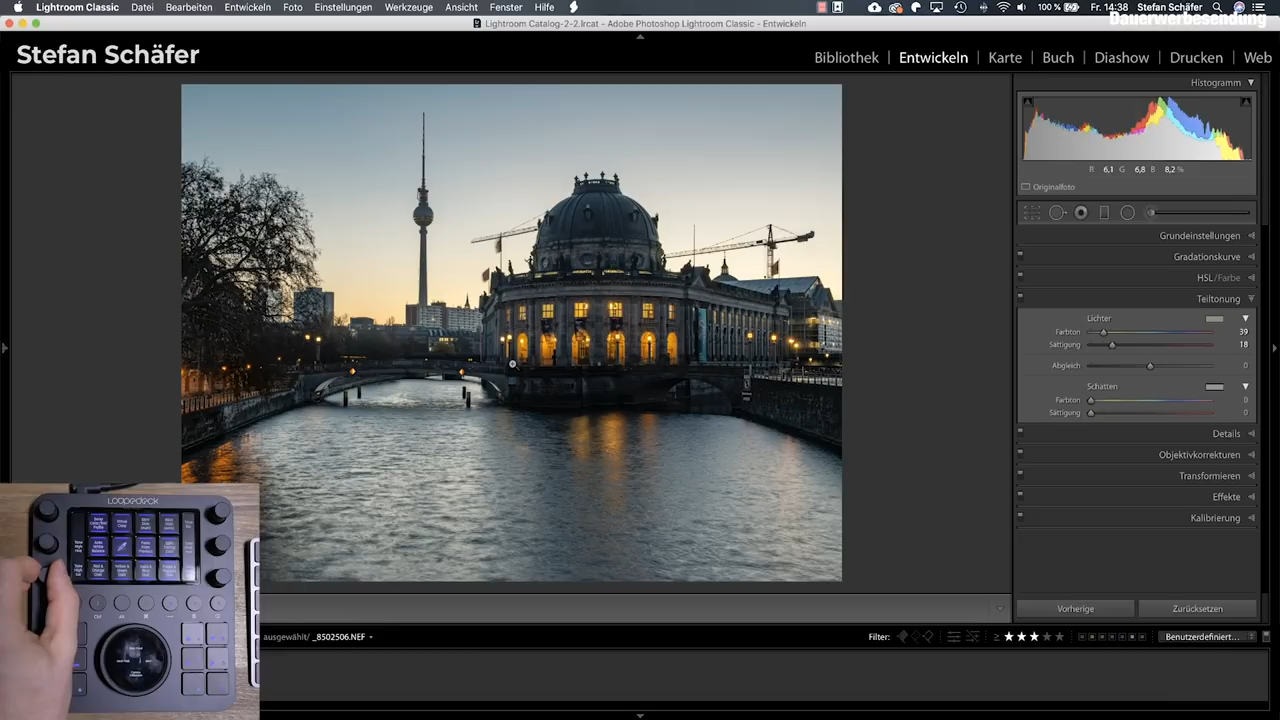 Lightroom Classic Datei Bearbeiten Entwickeln Foto Einstellungen Werkzeuge Ansicht Fenster Hilfe 100 % Fr. 14:38 Stefan Schäfer
Dauerwerbesendung
Lightroom Catalog-2-2.lrcat - Adobe Photoshop Lightroom Classic - Entwickeln
Stefan Schäfer
Bibliothek | Entwickeln | Karte | Buch | Diashow | Drucken | Web
Histogramm
R 6,1 G 6,8 B 8,2 %
Originalfoto
Grundeinstellungen
Gradationskurve
HSL/Farbe
Teiltonung
Lichter
Farbton 39
Sättigung 18
Abgleich 0
Schatten
Farbton 0
Sättigung 0
Details
Objektivkorrekturen
Transformieren
Effekte
Kalibrierung
LOUPEDECK
Vorherige Zurücksetzen
ausgewählt/ _8502506.NEF
Filter: ≥ ★★★ Benutzerdefiniert...